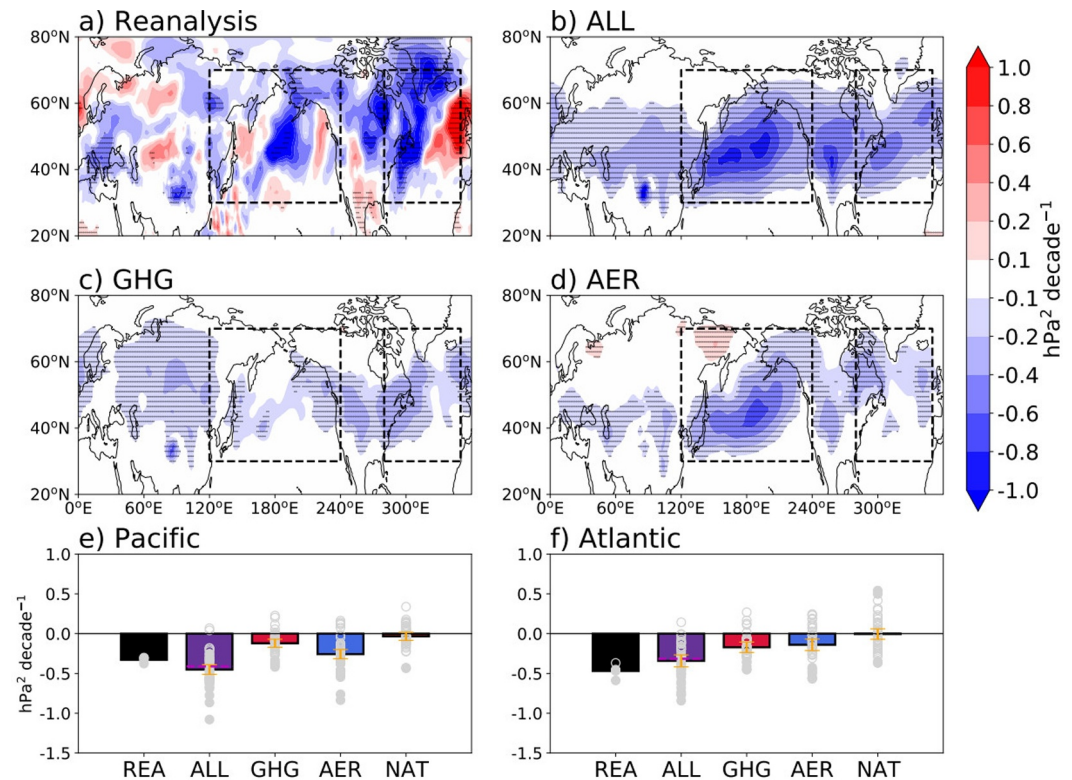 a) Reanalysis
b) ALL
80°N
60°N
40°N
20°N
80°N
60°N
40°N
20°N
1.0
0.8
0.6
0.4
0.2
0.1
-0.1
-0.2
-0.4
-0.6
-0.8
-1.0
hPa² decade⁻¹
c) GHG
d) AER
80°N
60°N
40°N
20°N
0°E 60°E 120°E 180°E 240°E 300°E
80°N
60°N
40°N
20°N
0°E 60°E 120°E 180°E 240°E 300°E
e) Pacific
f) Atlantic
hPa² decade⁻¹
1.0
0.5
0.0
-0.5
-1.0
-1.5
REA ALL GHG AER NAT
1.0
0.5
0.0
-0.5
-1.0
-1.5
REA ALL GHG AER NAT